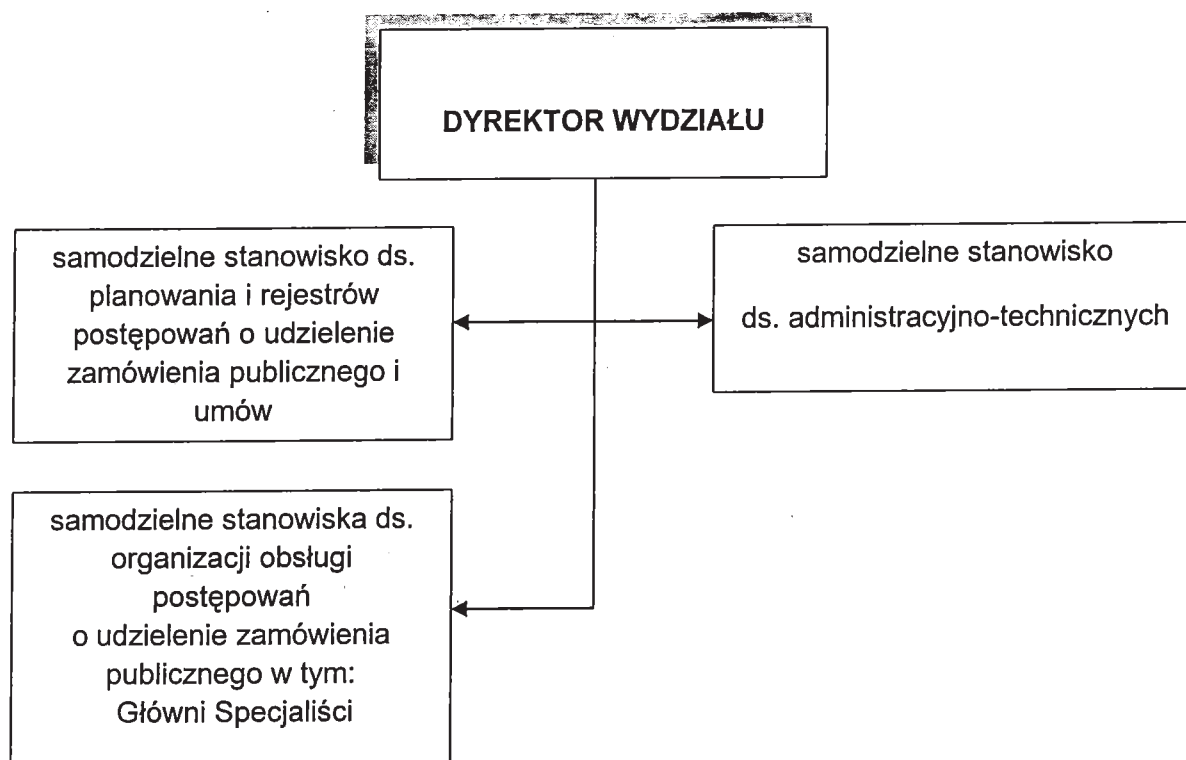 DYREKTOR WYDZIAŁU
samodzielne stanowisko ds.
planowania i rejestrów
postępowań o udzielenie
zamówienia publicznego i
umów
samodzielne stanowisko
ds. administracyjno-technicznych
samodzielne stanowiska ds.
organizacji obsługi
postępowań
o udzielenie zamówienia
publicznego w tym:
Główni Specjaliści